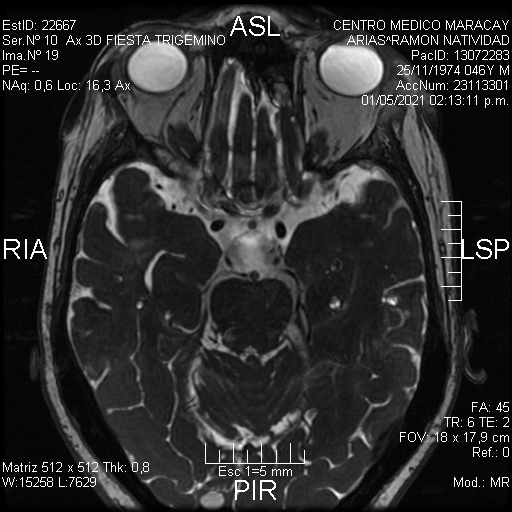 EstID: 22667
Ser.Nº 10 Ax 3D FIESTA TRIGEMINO
Ima.Nº 19
PE= --
NAq: 0,6 Loc: 16,3 Ax
ASL
CENTRO MEDICO MARACAY
ARIAS^RAMON NATIVIDAD
PacID: 13072283
25/11/1974 046Y M
AccNum: 23113301
01/05/2021 02:13:11 p.m.
RIA
LSP
Matriz 512 x 512 Thk: 0,8
W:15258 L:7629
Esc 1=5 mm
PIR
FA: 45
TR: 6 TE: 2
FOV: 18 x 17,9 cm
Ref.: 0
Mod.: MR